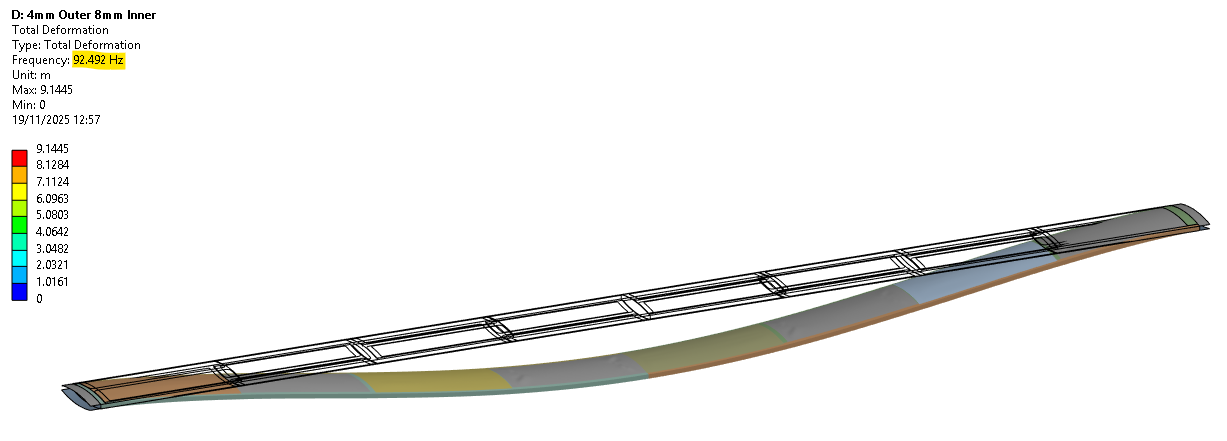 D: 4mm Outer 8mm Inner
Total Deformation
Type: Total Deformation
Frequency: 92.492 Hz
Unit: m
Max: 9.1445
Min: 0
19/11/2025 12:57
9.1445
8.1284
7.1124
6.0963
5.0803
4.0642
3.0482
2.0321
1.0161
0